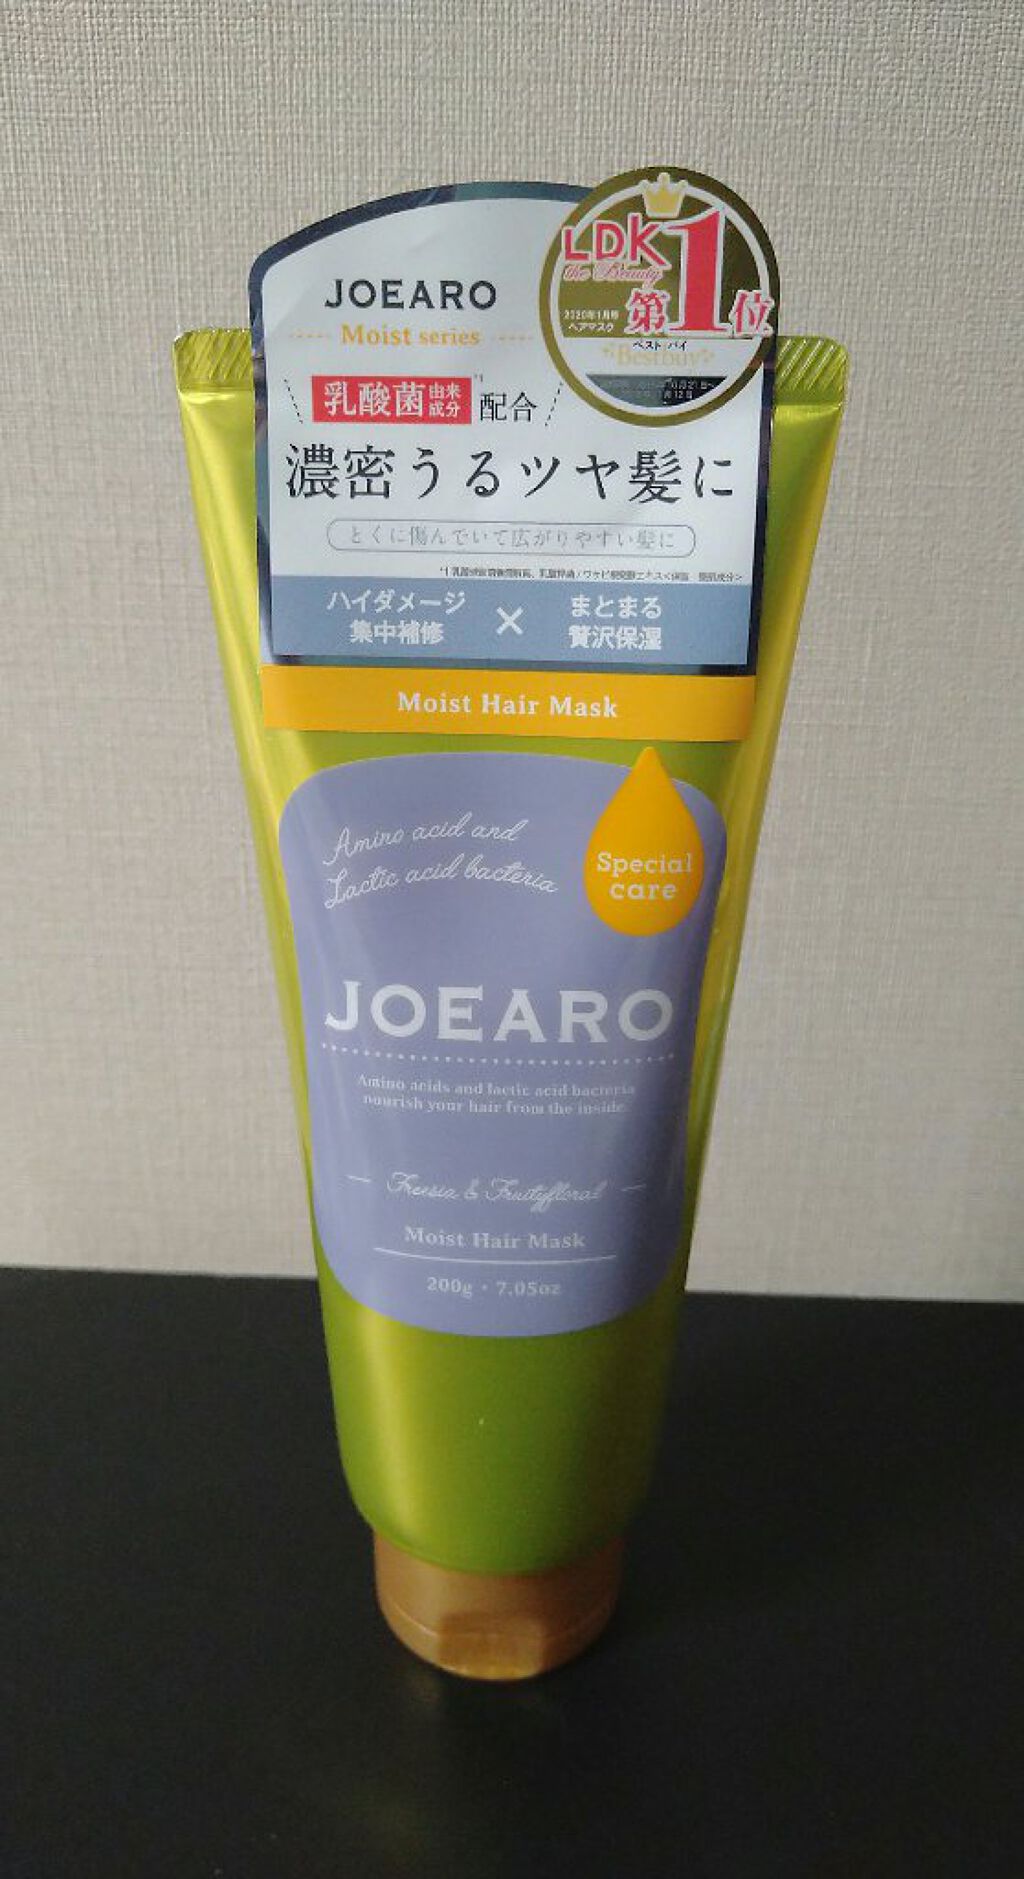 JOEARO
Moist series
LDK
the Beauty
第1位
2020年1月号
ヘアマスク
ベストバイ
Bestbuy
乳酸菌由来成分 *1 配合
濃密うるツヤ髪に
とくに傷んでいて広がりやすい髪に
ハイダメージ
集中補修
×
まとまる
贅沢保湿
Moist Hair Mask
Amino acid and
Lactic acid bacteria
Special
care
JOEARO
Amino acids and lactic acid bacteria
nourish your hair from the inside.
Freesia & Fruityfloral
Moist Hair Mask
200g・7.05oz